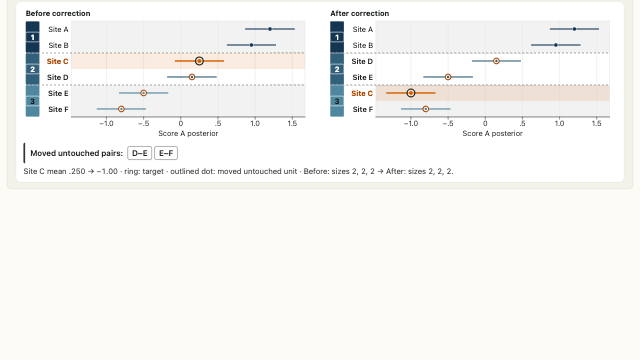 Before correction
1
2
3
Site A
Site B
Site C
Site D
Site E
Site F
−1.0 −.5 0 .5 1.0 1.5
Score A posterior
After correction
1
2
3
Site A
Site B
Site D
Site E
Site C
Site F
−1.0 −.5 0 .5 1.0 1.5
Score A posterior
Moved untouched pairs: D–E E–F
Site C mean .250 → −1.00 · ring: target · outlined dot: moved untouched unit · Before: sizes 2, 2, 2 → After: sizes 2, 2, 2.